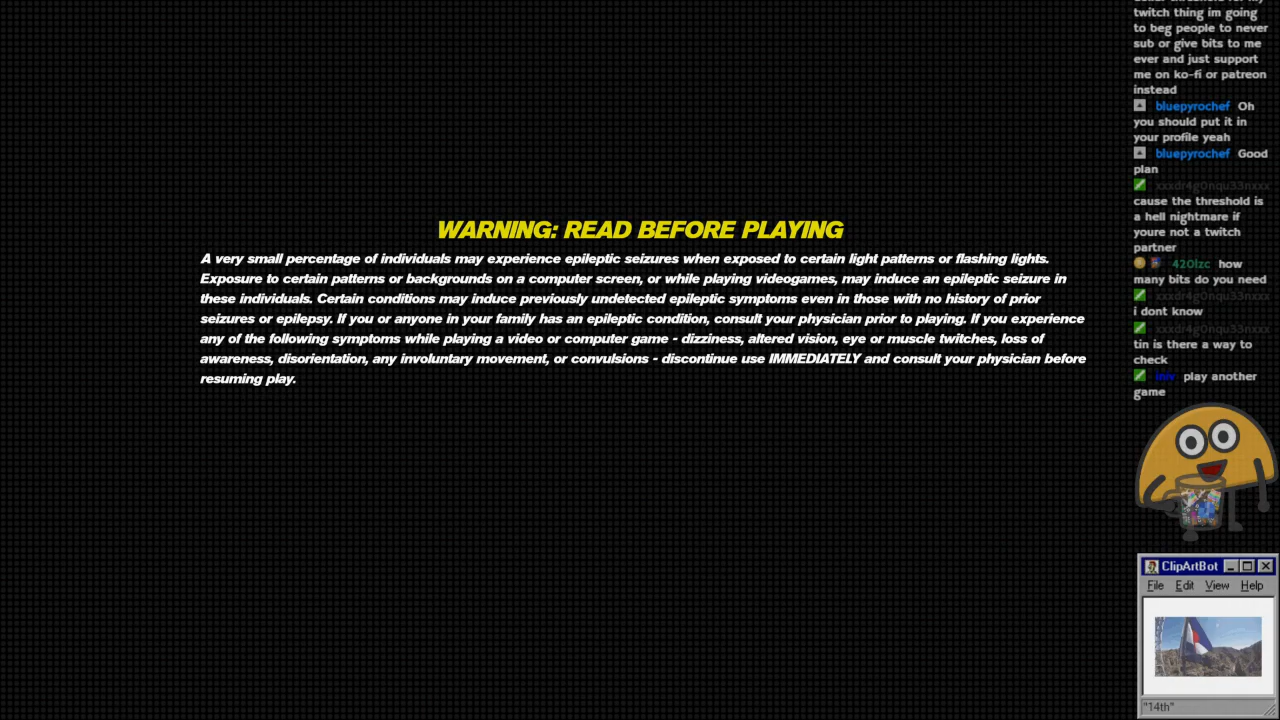 twitch thing im going
to beg people to never
sub or give bits to me
ever and just support
me on ko-fi or patreon
instead
bluepyrochef Oh
you should put it in
your profile yeah
bluepyrochef Good
plan
xxxdr4g0nqu33nxxx
cause the threshold is
a hell nightmare if
youre not a twitch
partner
420lzc how
many bits do you need
xxxdr4g0nqu33nxxx
i dont know
xxxdr4g0nqu33nxxx
tin is there a way to
check
play another
game
WARNING: READ BEFORE PLAYING
A very small percentage of individuals may experience epileptic seizures when exposed to certain light patterns or flashing lights.
Exposure to certain patterns or backgrounds on a computer screen, or while playing videogames, may induce an epileptic seizure in
these individuals. Certain conditions may induce previously undetected epileptic symptoms even in those with no history of prior
seizures or epilepsy. If you or anyone in your family has an epileptic condition, consult your physician prior to playing. If you experience
any of the following symptoms while playing a video or computer game - dizziness, altered vision, eye or muscle twitches, loss of
awareness, disorientation, any involuntary movement, or convulsions - discontinue use IMMEDIATELY and consult your physician before
resuming play.
ClipArtBot
File Edit View Help
"14th"